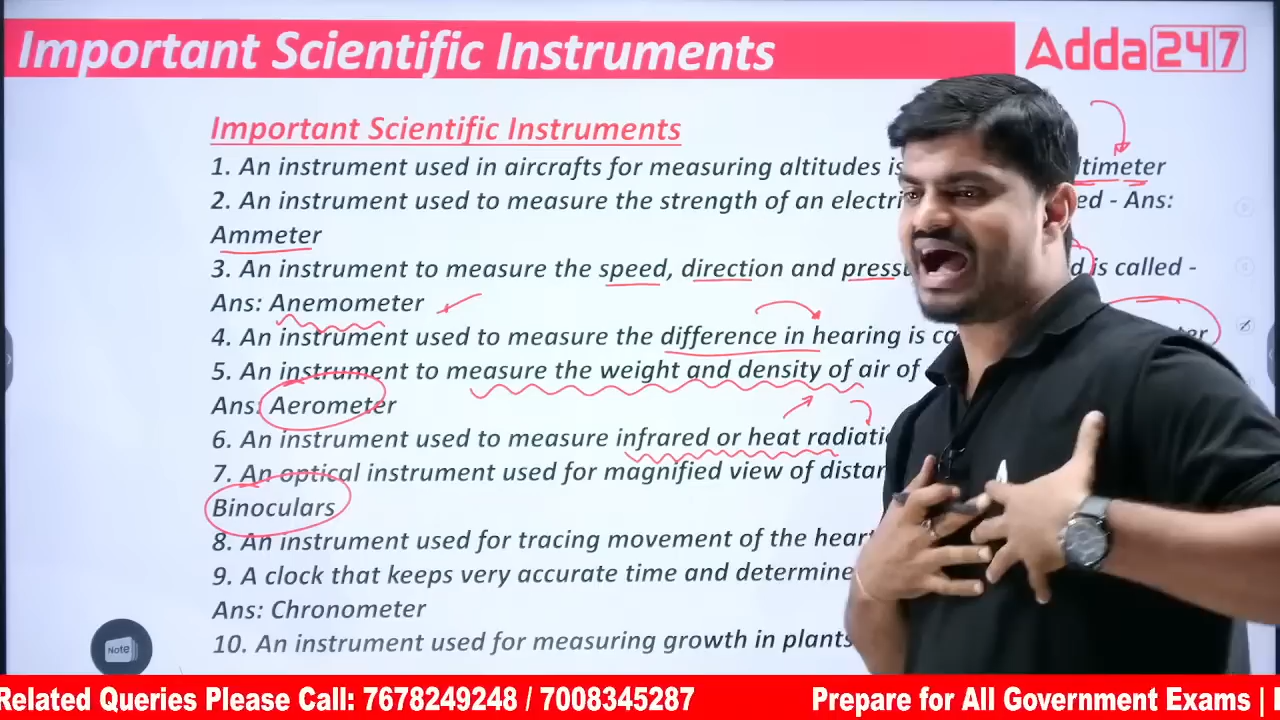 Important Scientific Instruments
Adda247
Important Scientific Instruments
1. An instrument used in aircrafts for measuring altitudes is ltimeter
2. An instrument used to measure the strength of an electri ed - Ans:
Ammeter
3. An instrument to measure the speed, direction and press d is called -
Ans: Anemometer
4. An instrument used to measure the difference in hearing is ca ter
5. An instrument to measure the weight and density of air of
Ans: Aerometer
6. An instrument used to measure infrared or heat radiati
7. An optical instrument used for magnified view of distan
Binoculars
8. An instrument used for tracing movement of the heart
9. A clock that keeps very accurate time and determine
Ans: Chronometer
10. An instrument used for measuring growth in plants
Note
Related Queries Please Call: 7678249248 / 7008345287 Prepare for All Government Exams |